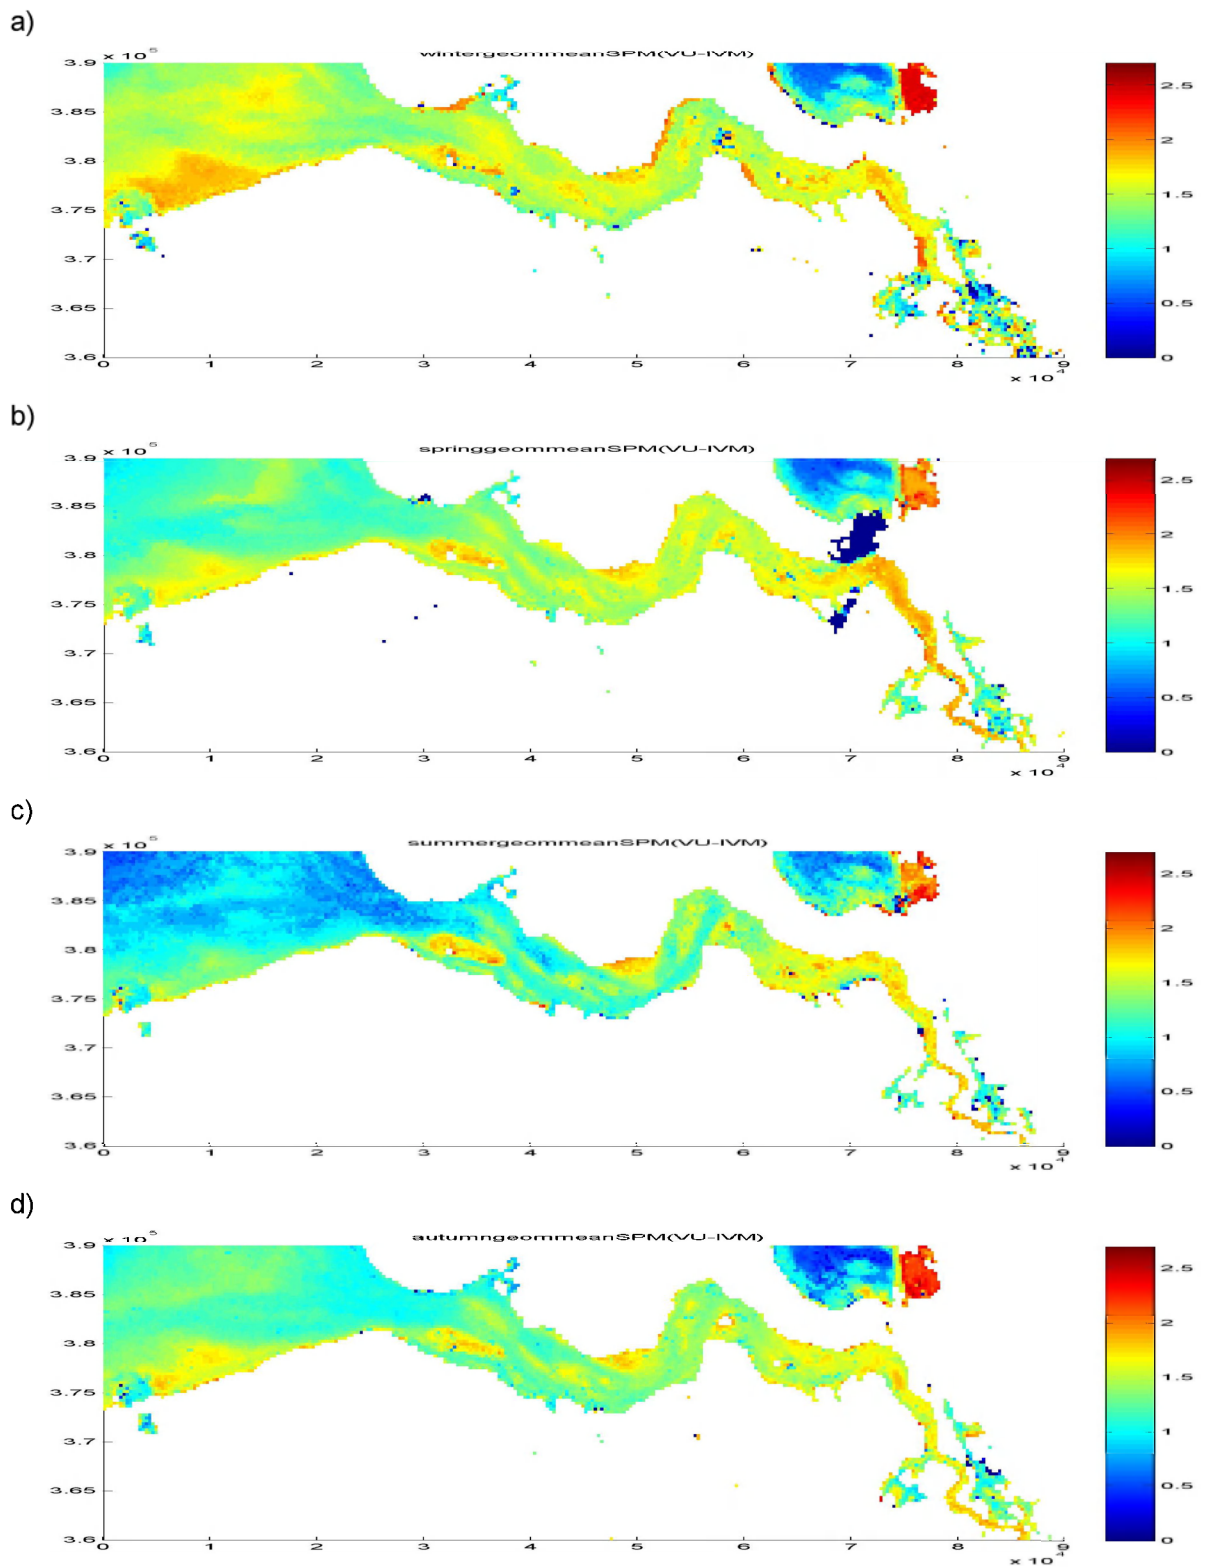 a)
wintergeommeanSPM(VU-IVM)
x 10^5
3.9
3.85
3.8
3.75
3.7
3.65
3.6
0 1 2 3 4 5 6 7 8 9
x 10^4
2.5
2
1.5
1
0.5
0
b)
springgeommeanSPM(VU-IVM)
x 10^5
3.9
3.85
3.8
3.75
3.7
3.65
3.6
0 1 2 3 4 5 6 7 8 9
x 10^4
2.5
2
1.5
1
0.5
0
c)
summergeommeanSPM(VU-IVM)
x 10^5
3.9
3.85
3.8
3.75
3.7
3.65
3.6
0 1 2 3 4 5 6 7 8 9
x 10^4
2.5
2
1.5
1
0.5
0
d)
autumngeommeanSPM(VU-IVM)
x 10^5
3.9
3.85
3.8
3.75
3.7
3.65
3.6
0 1 2 3 4 5 6 7 8 9
x 10^4
2.5
2
1.5
1
0.5
0